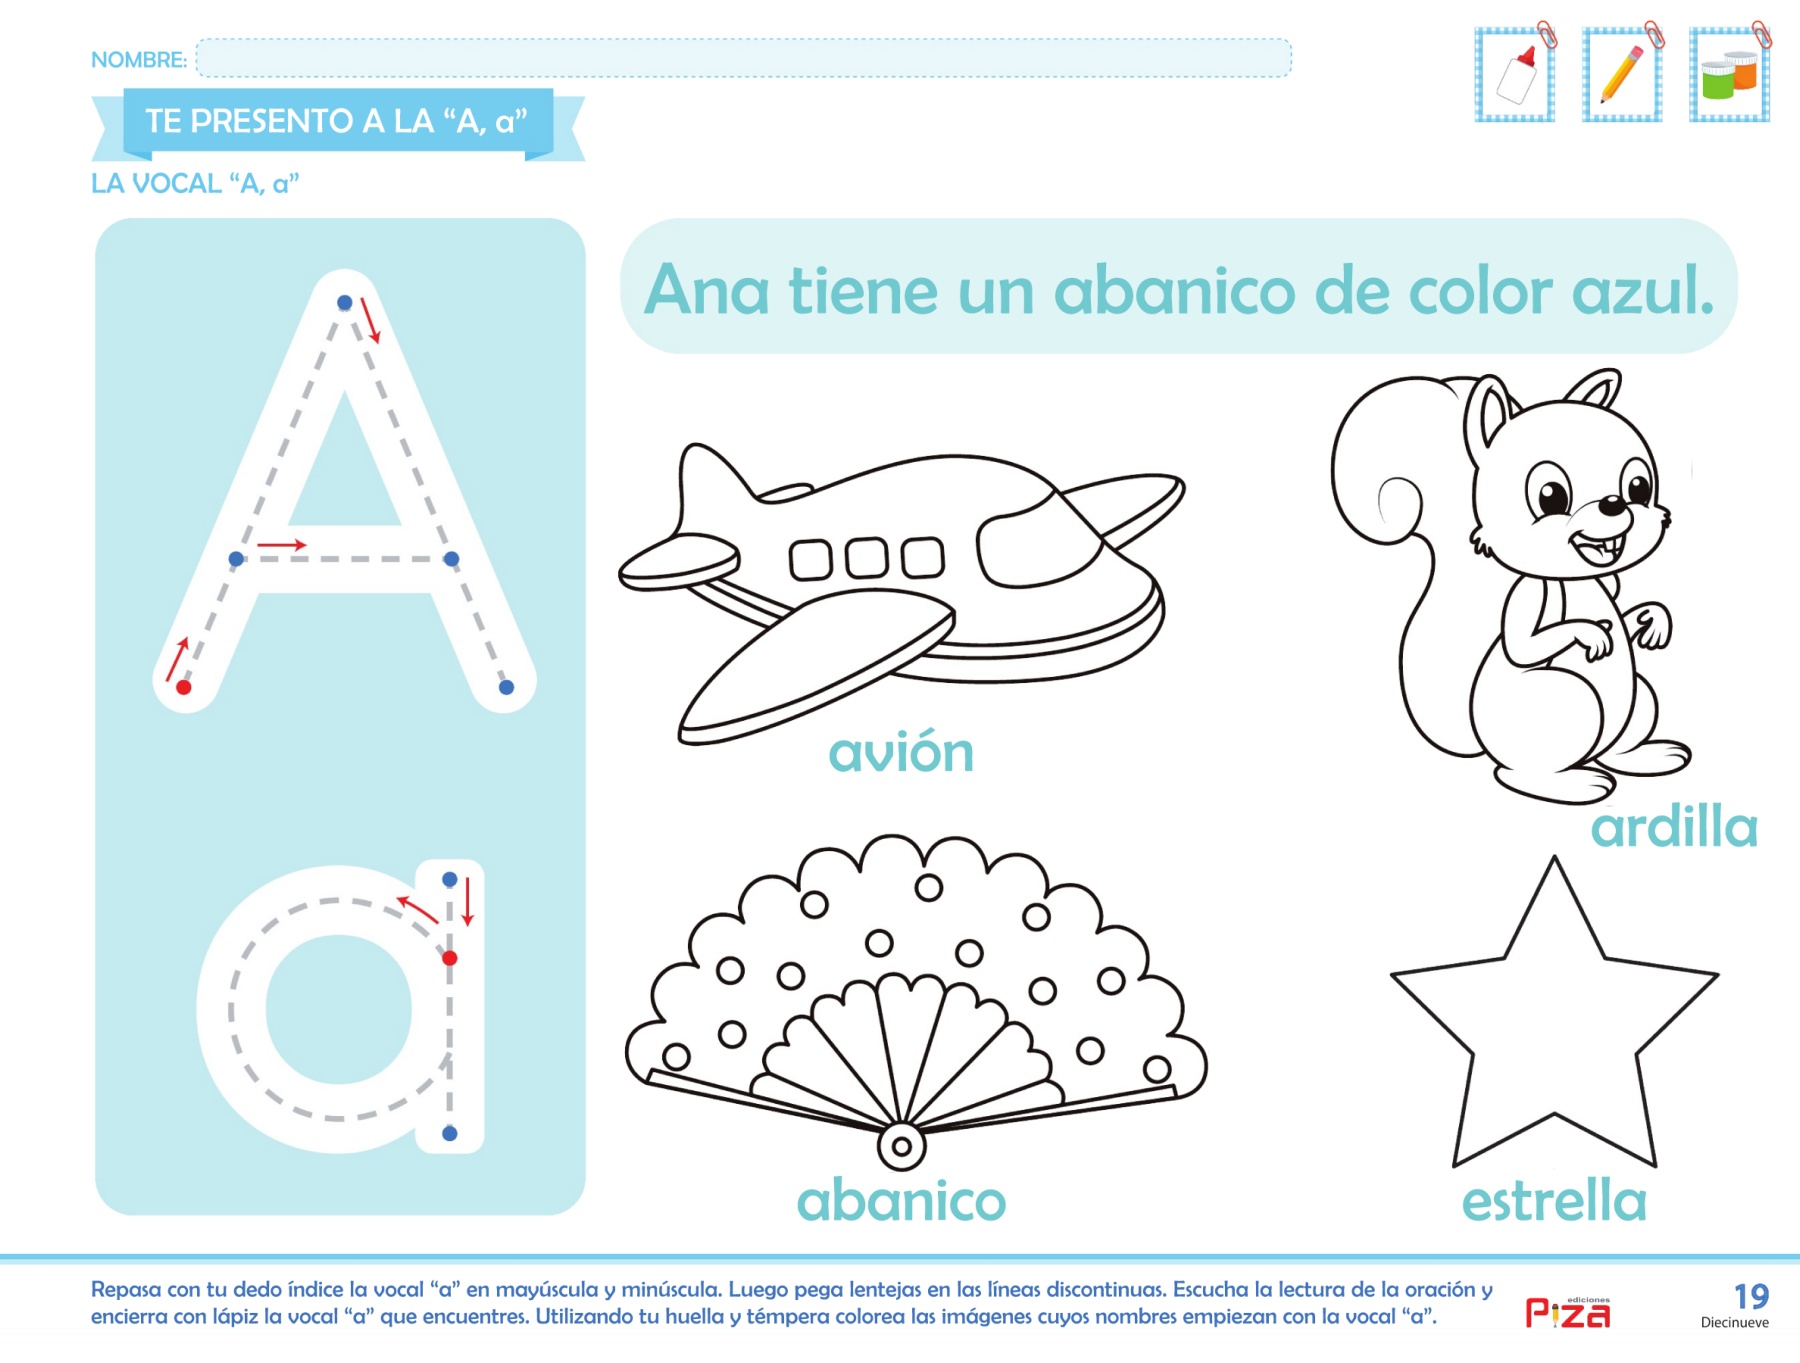 NOMBRE:
TE PRESENTO A LA “A, a”
LA VOCAL “A, a”
A
a
Ana tiene un abanico de color azul.
avión
ardilla
abanico
estrella
Repasa con tu dedo índice la vocal “a” en mayúscula y minúscula. Luego pega lentejas en las líneas discontinuas. Escucha la lectura de la oración y
encierra con lápiz la vocal “a” que encuentres. Utilizando tu huella y témpera colorea las imágenes cuyos nombres empiezan con la vocal “a”.
ediciones
Piza
19
Diecinueve